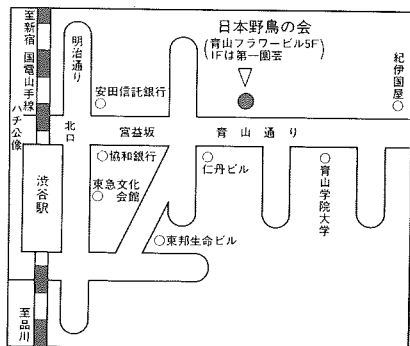 至新宿
国電山手線
ハチ公像
明治通り
北口
渋谷駅
至品川
日本野鳥の会
(青山フラワービル5F
1Fは第一園芸)
紀伊国屋
安田信託銀行
宮益坂
青山通り
協和銀行
東急文化
会館
仁丹ビル
青山学院大学
東邦生命ビル